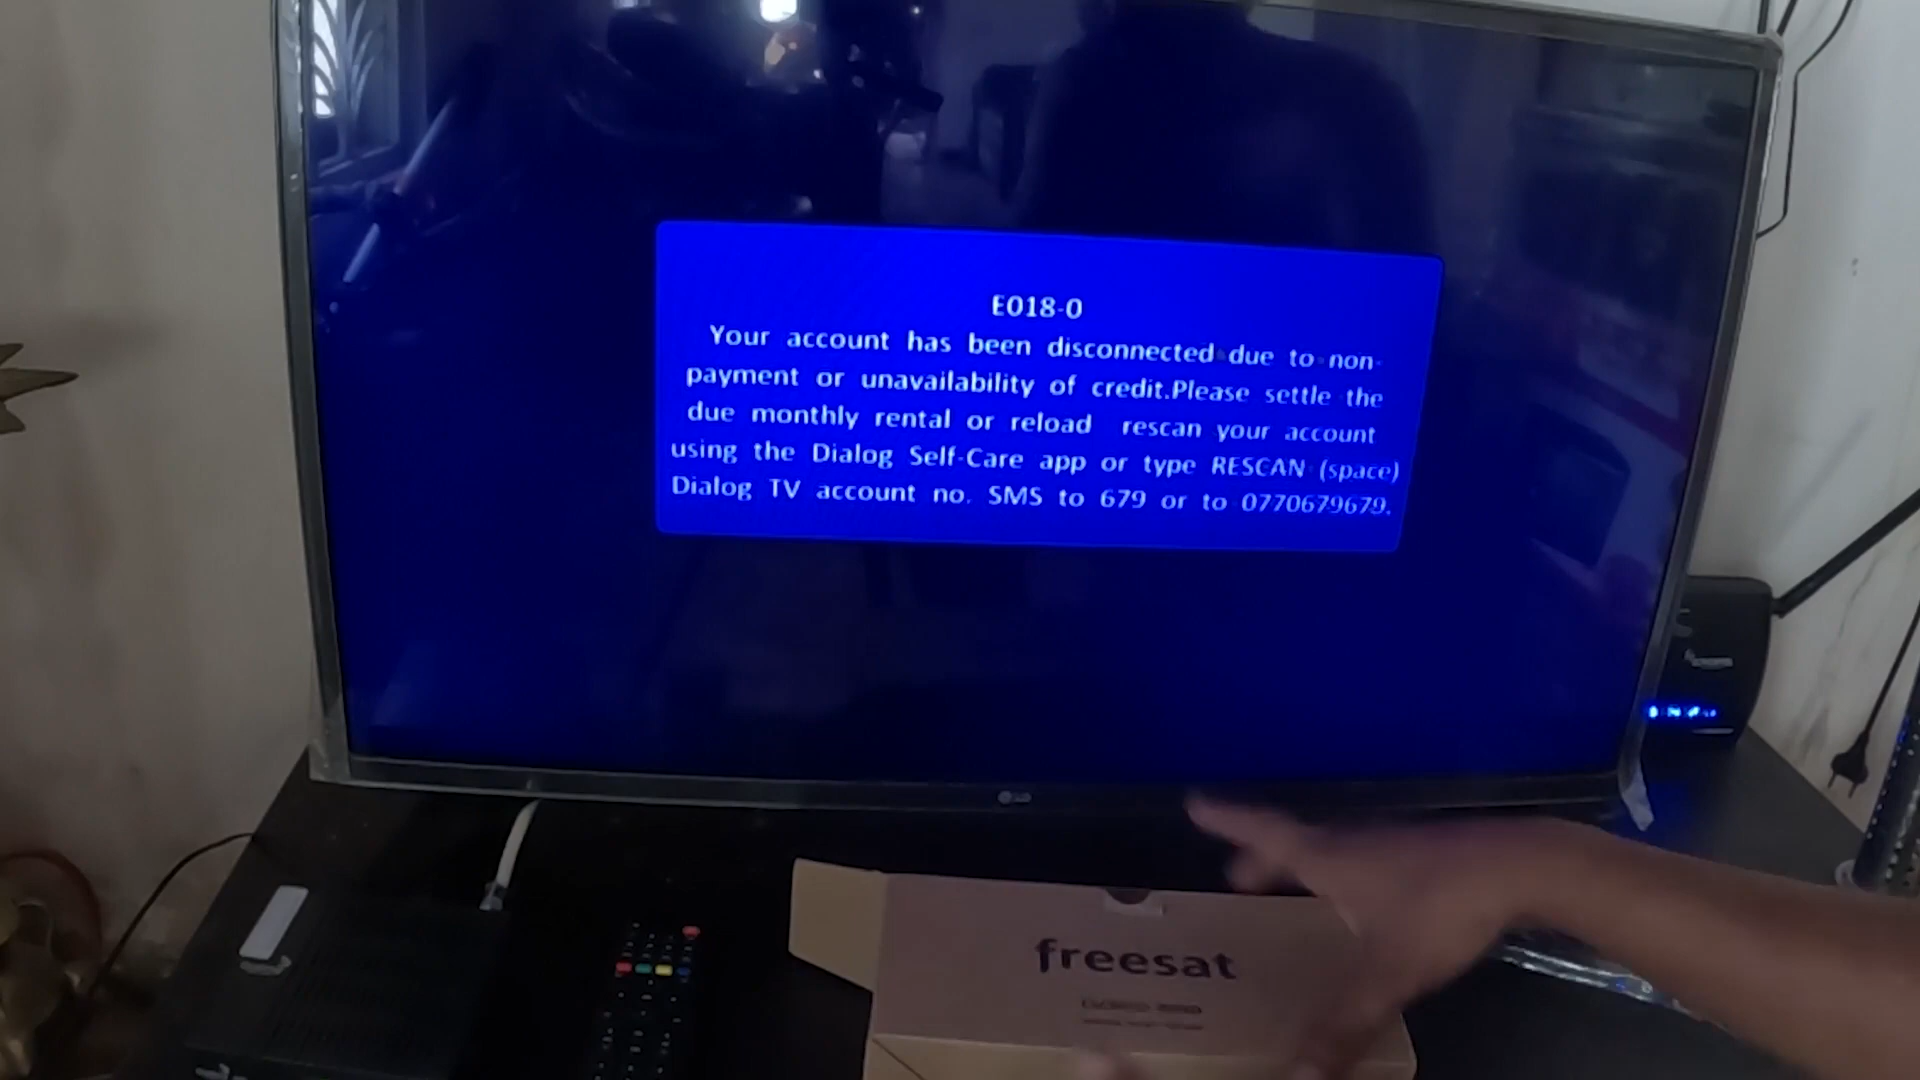 E018-0
Your account has been disconnected due to non-
payment or unavailability of credit.Please settle the
due monthly rental or reload rescan your account
using the Dialog Self-Care app or type RESCAN (space)
Dialog TV account no. SMS to 679 or to 0770679679.
LG
freesat